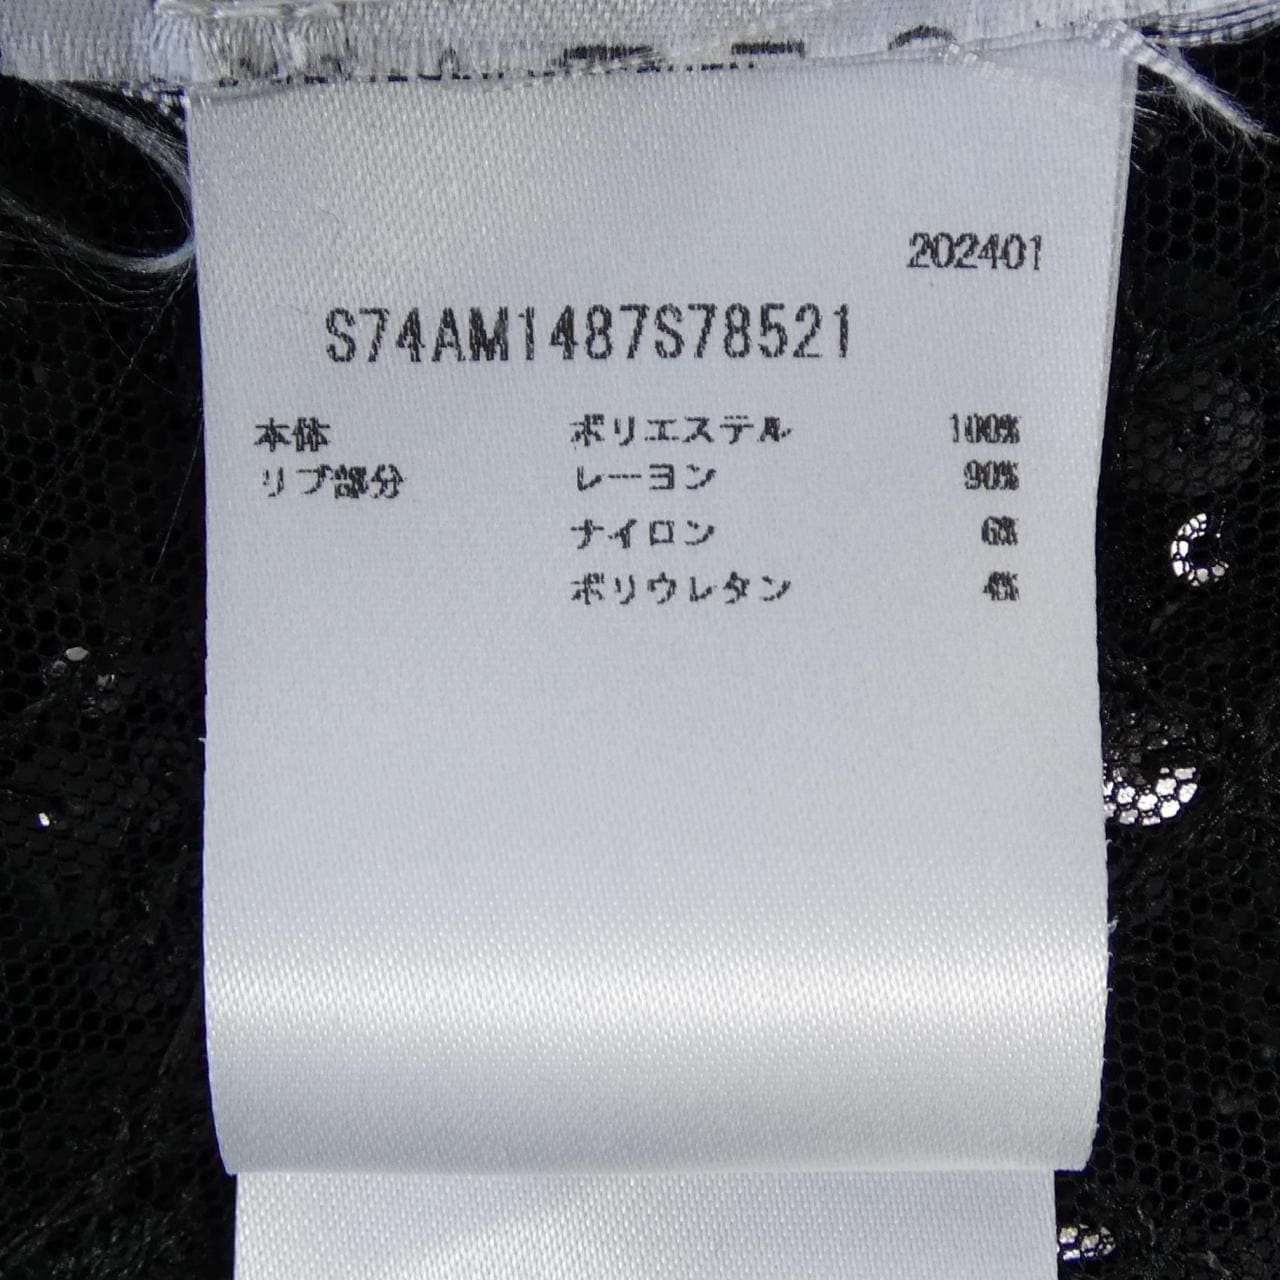 202401
S74AM1487S78521
本体 ポリエステル 100%
リブ部分 レーヨン 90%
ナイロン 6%
ポリウレタン 4%